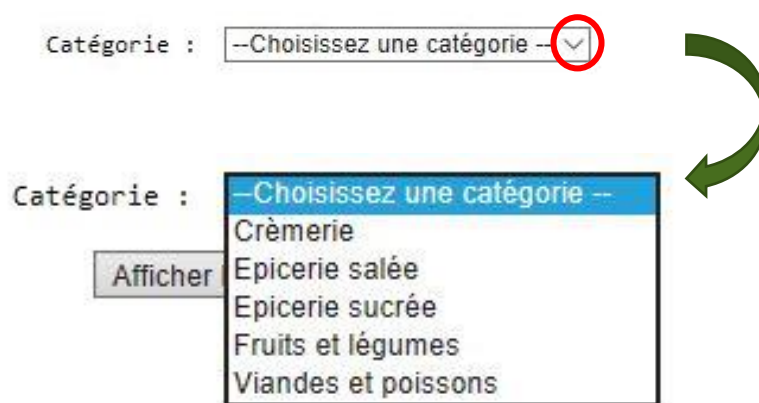 Catégorie : --Choisissez une catégorie --
Catégorie : --Choisissez une catégorie --
Crèmerie
Afficher Epicerie salée
Epicerie sucrée
Fruits et légumes
Viandes et poissons